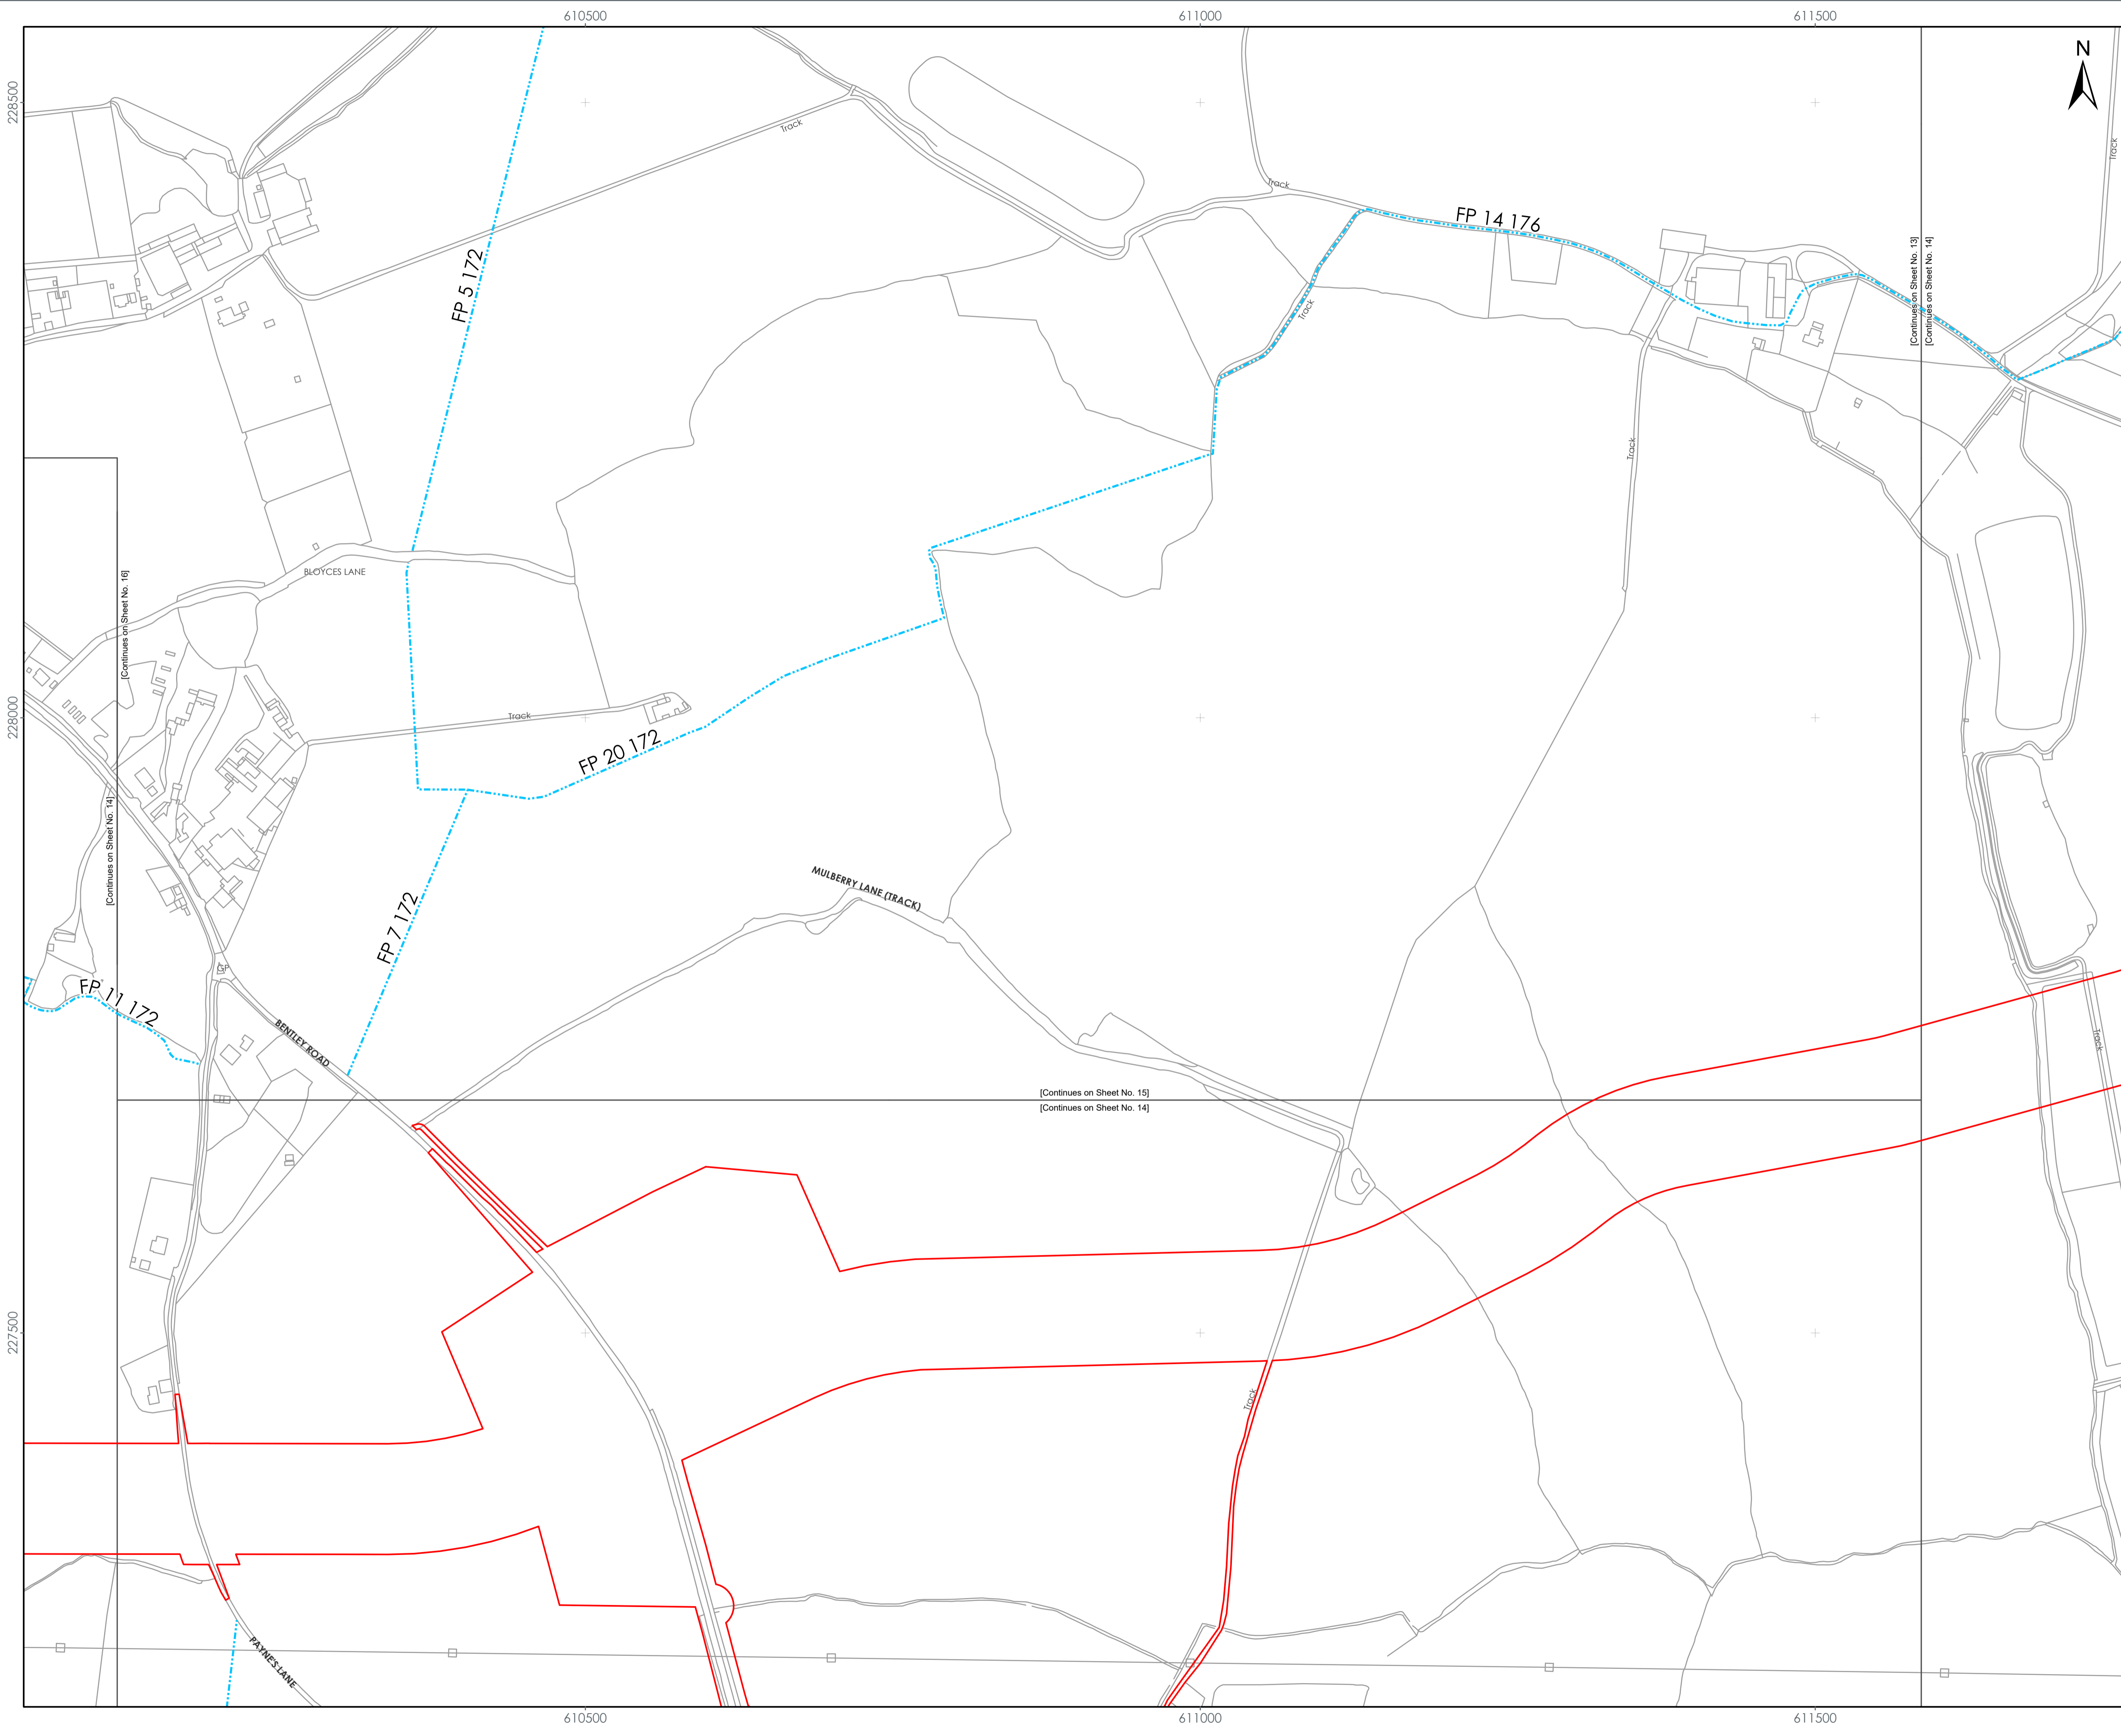 610500
611000
611500
N
228500
Track
Track
Track
FP 14 176
FP 5 172
[Continues on Sheet No. 13]
[Continues on Sheet No. 14]
Track
Track
BLOYCES LANE
[Continues on Sheet No. 16]
228000
Track
FP 20 172
[Continues on Sheet No. 14]
MULBERRY LANE (TRACK)
FP 7 172
GP
FP 11 172
BENTLEY ROAD
Track
[Continues on Sheet No. 15]
[Continues on Sheet No. 14]
227500
Track
PAYNE'S LANE
610500
611000
611500